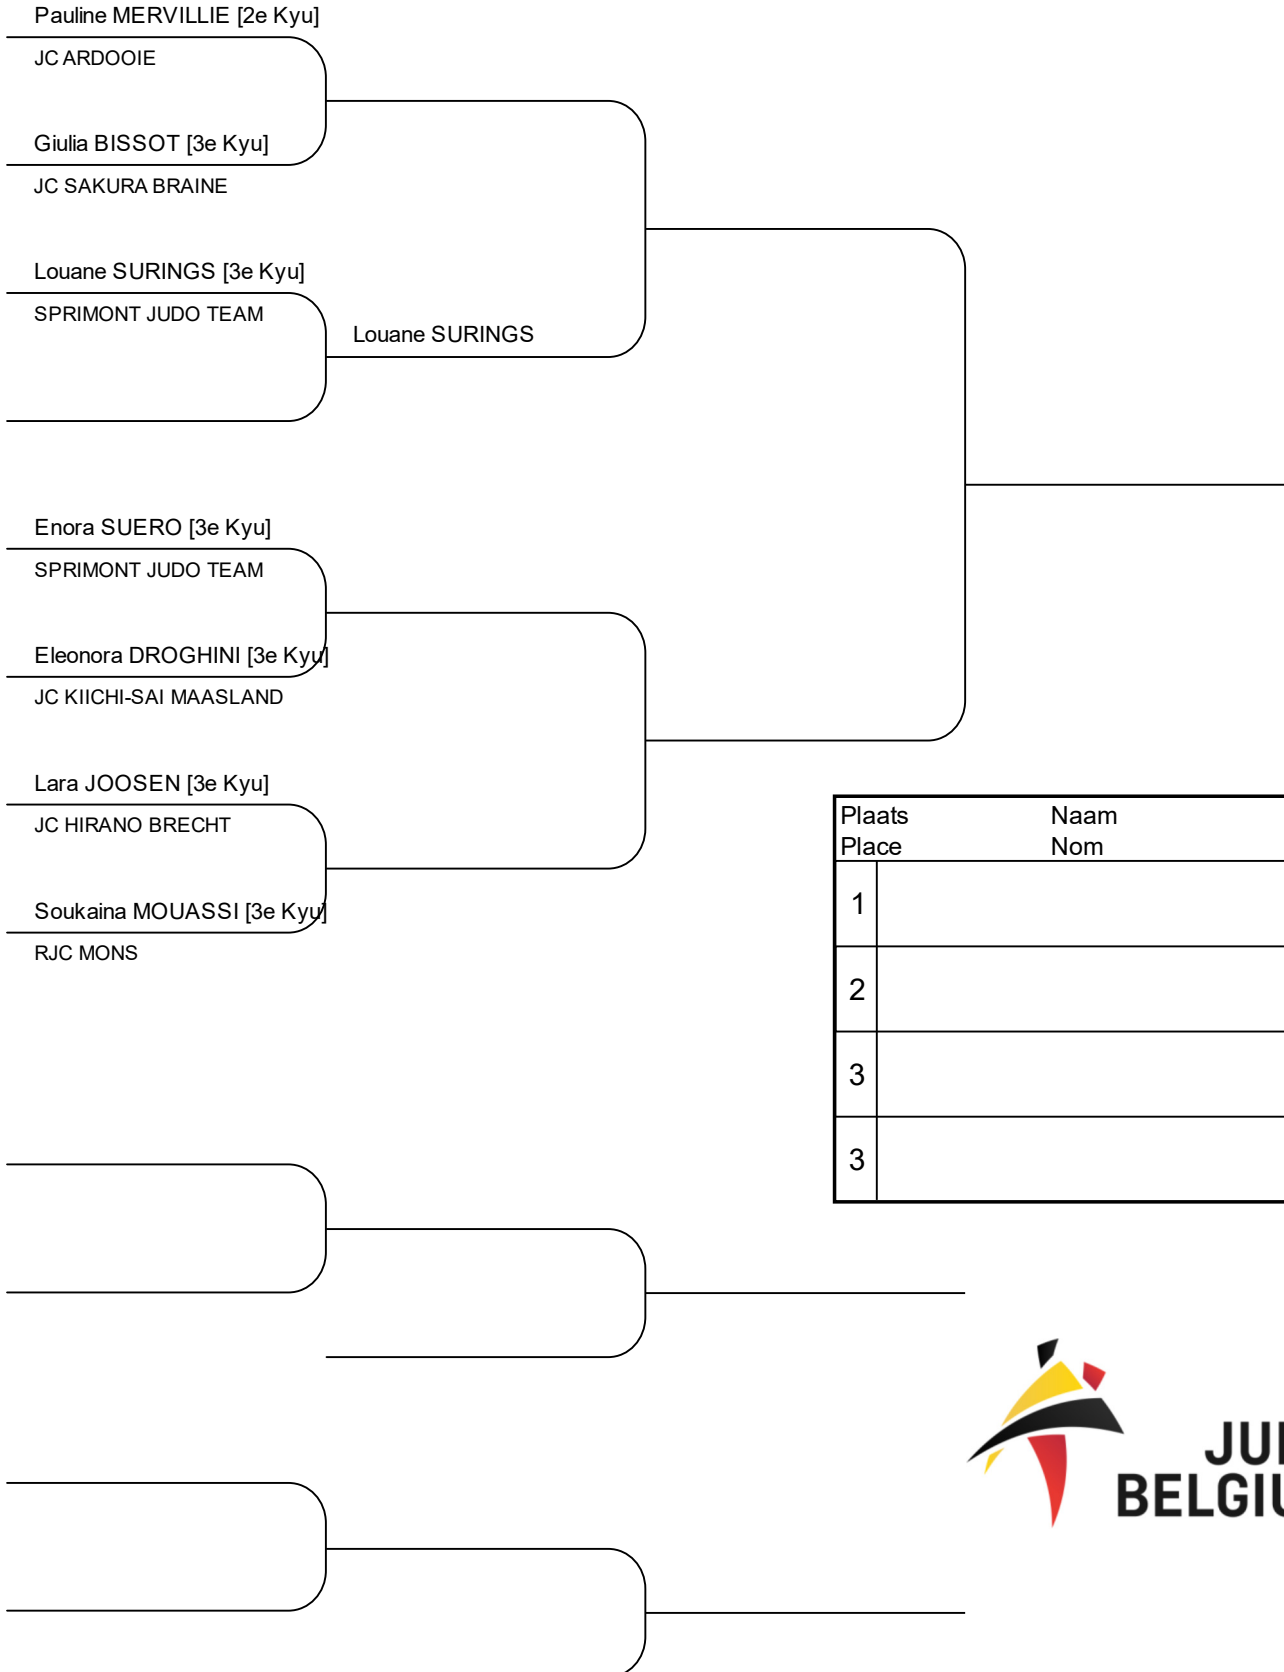 Pauline MERVILLIE [2e Kyu]
JC ARDOOIE
Giulia BISSOT [3e Kyu]
JC SAKURA BRAINE
Louane SURINGS [3e Kyu]
SPRIMONT JUDO TEAM
Louane SURINGS
Enora SUERO [3e Kyu]
SPRIMONT JUDO TEAM
Eleonora DROGHINI [3e Kyu]
JC KIICHI-SAI MAASLAND
Lara JOOSEN [3e Kyu]
JC HIRANO BRECHT
Soukaina MOUASSI [3e Kyu]
RJC MONS
Plaats Naam
Place Nom
1
2
3
3